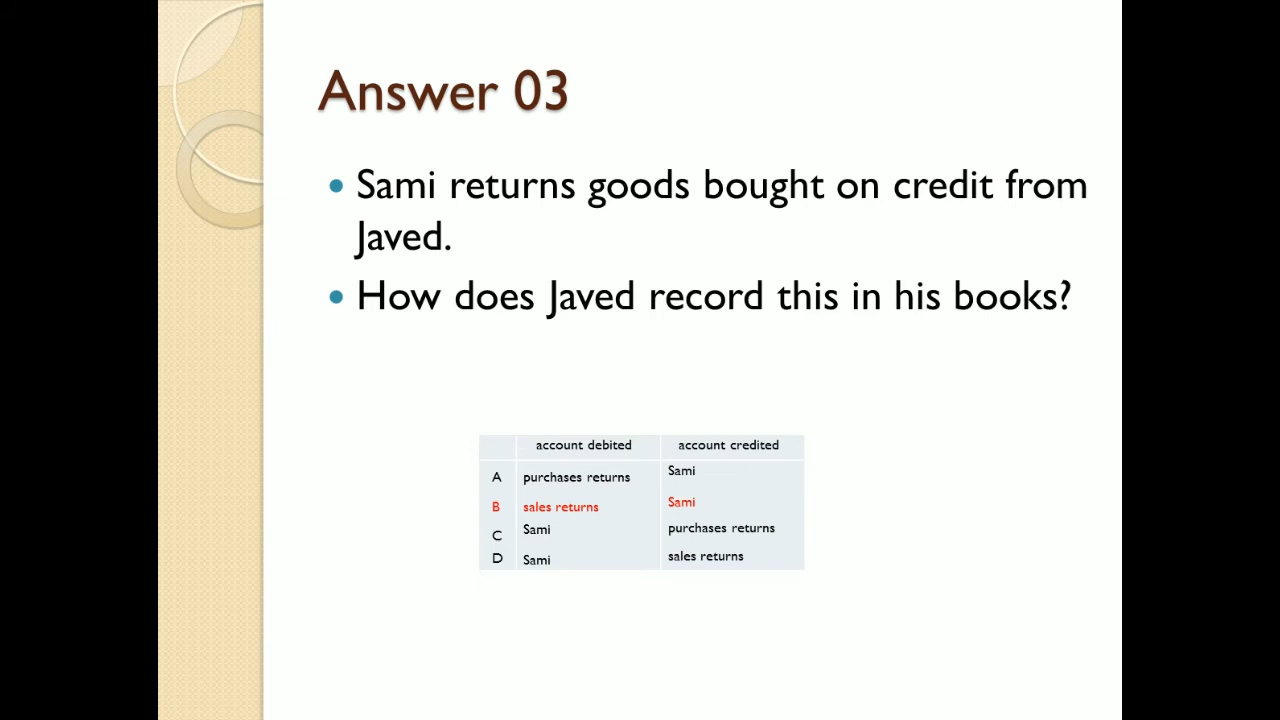 Answer 03
• Sami returns goods bought on credit from
Javed.
• How does Javed record this in his books?
account debited account credited
A purchases returns Sami
B sales returns Sami
C Sami purchases returns
D Sami sales returns